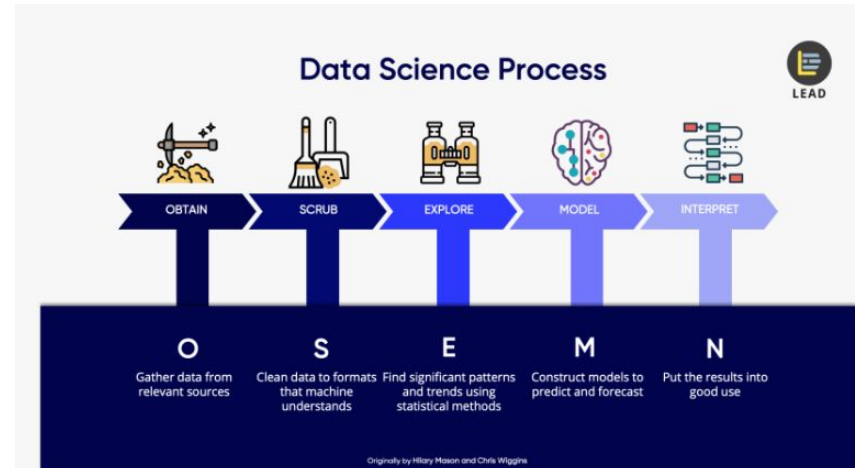 Data Science Process
LEAD
OBTAIN
SCRUB
EXPLORE
MODEL
INTERPRET
O
Gather data from
relevant sources
S
Clean data to formats
that machine
understands
E
Find significant patterns
and trends using
statistical methods
M
Construct models to
predict and forecast
N
Put the results into
good use
Originally by Hilary Mason and Chris Wiggins